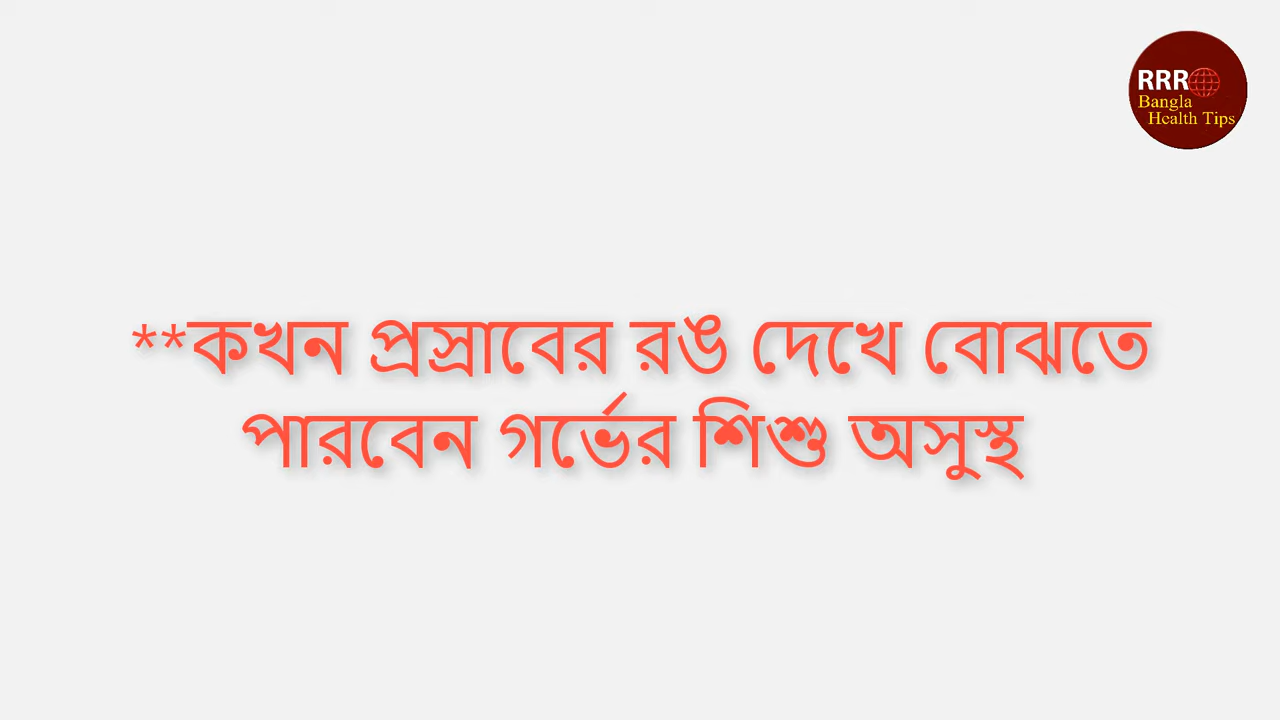 RRR
Bangla
Health Tips
**কখন প্রস্রাবের রঙ দেখে বোঝতে
পারবেন গর্ভের শিশু অসুস্থ